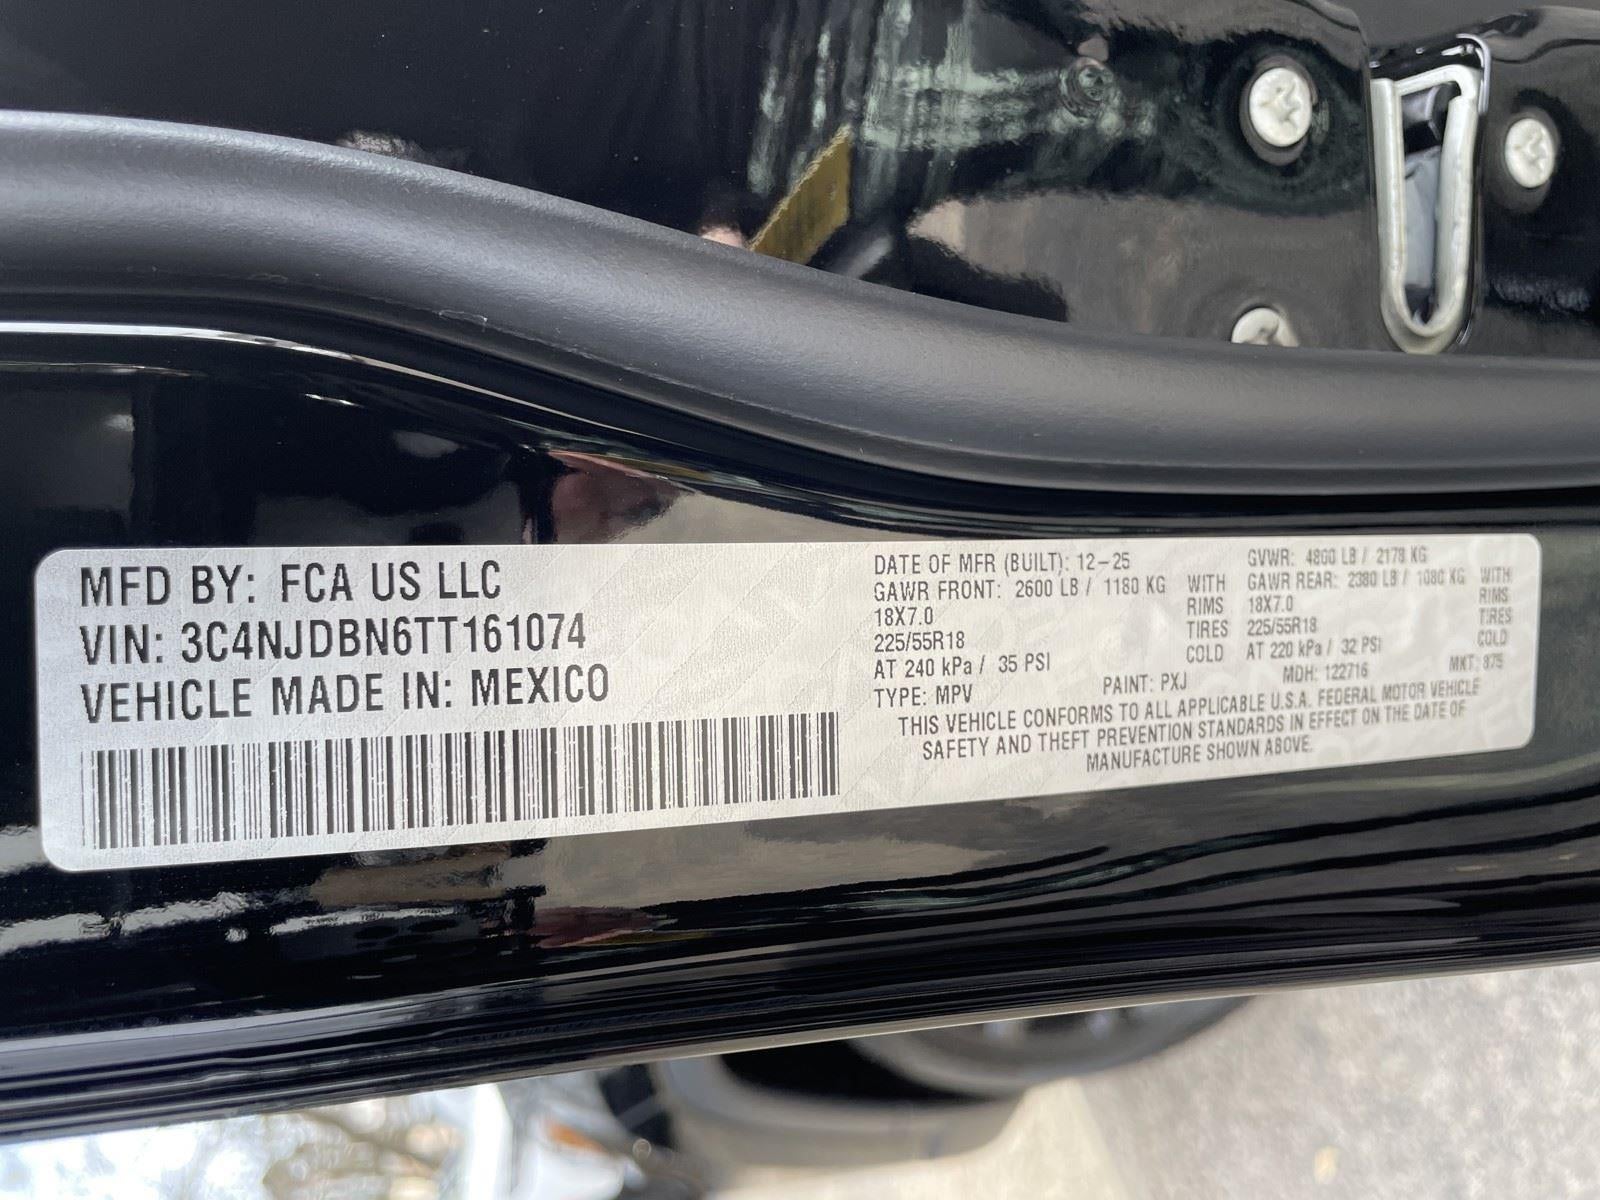 MFD BY: FCA US LLC
VIN: 3C4NJDBN6TT161074
VEHICLE MADE IN: MEXICO
DATE OF MFR (BUILT): 12-25
GAWR FRONT: 2600 LB / 1180 KG WITH
18X7.0 RIMS
225/55R18 TIRES
AT 240 kPa / 35 PSI COLD
TYPE: MPV
GVWR: 4800 LB / 2178 KG
GAWR REAR: 2380 LB / 1080 KG WITH
18X7.0 RIMS
225/55R18 TIRES
AT 220 kPa / 32 PSI COLD
PAINT: PXJ MDH: 122716 MKT: 875
THIS VEHICLE CONFORMS TO ALL APPLICABLE U.S.A. FEDERAL MOTOR VEHICLE
SAFETY AND THEFT PREVENTION STANDARDS IN EFFECT ON THE DATE OF
MANUFACTURE SHOWN ABOVE.